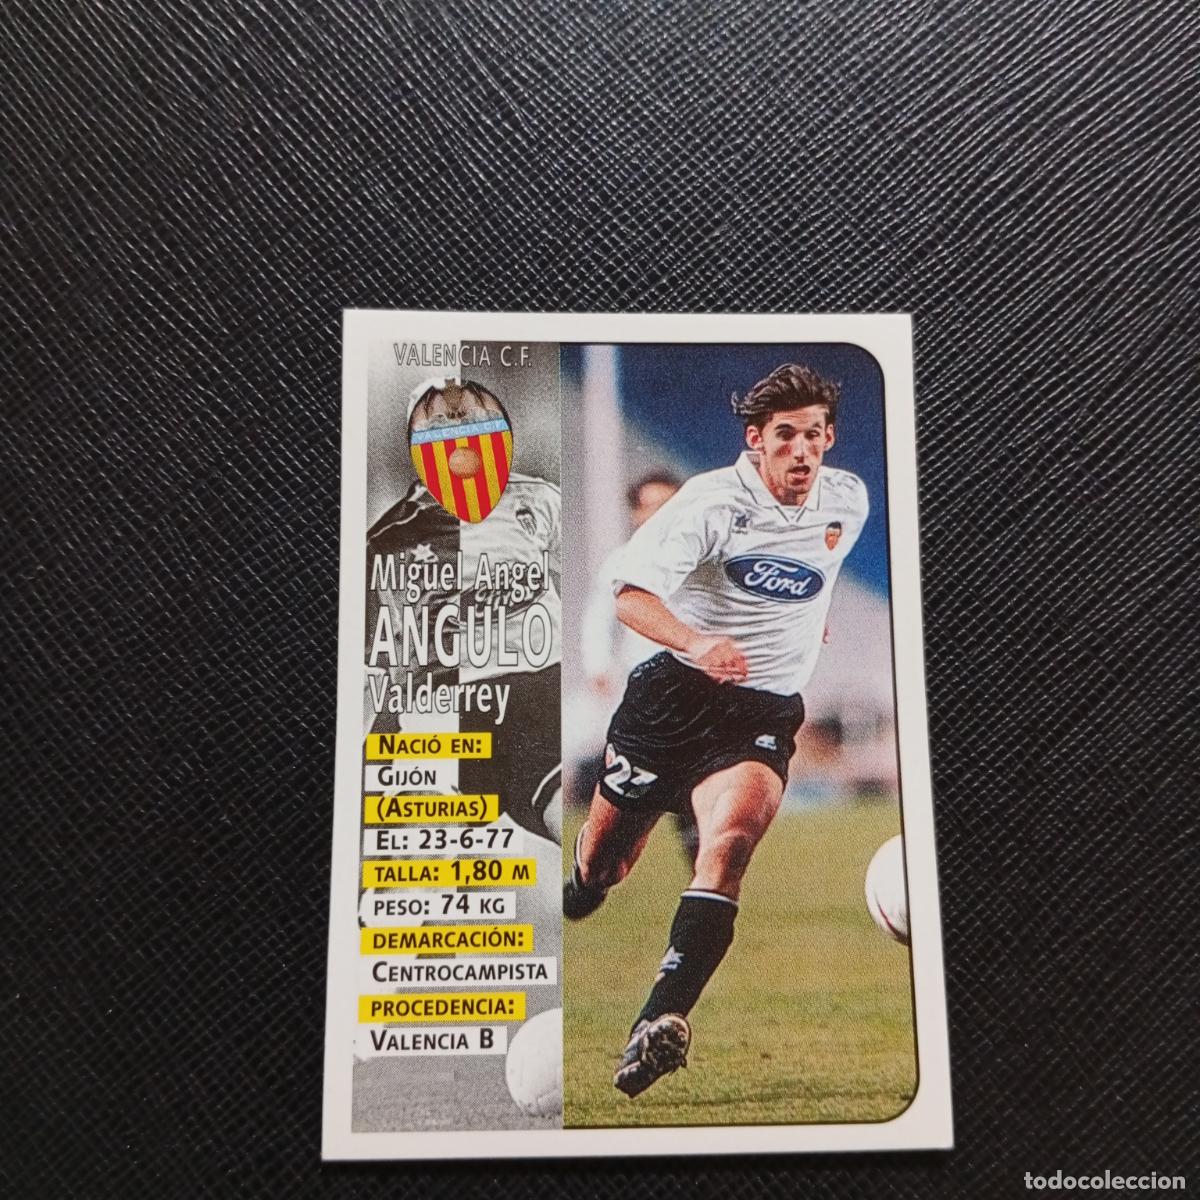 VALENCIA C.F.
VALENCIA C.F.
Miguel Angel
ANGULO
Valderrey
NACIÓ EN:
GIJÓN
(ASTURIAS)
EL: 23-6-77
TALLA: 1,80 M
PESO: 74 KG
DEMARCACIÓN:
CENTROCAMPISTA
PROCEDENCIA:
VALENCIA B
Ford
27
todocoleccion